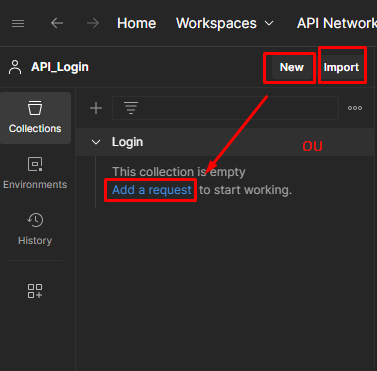 Home Workspaces API Network
API_Login New Import
Collections
Login
OU
This collection is empty
Add a request to start working.
Environments
History